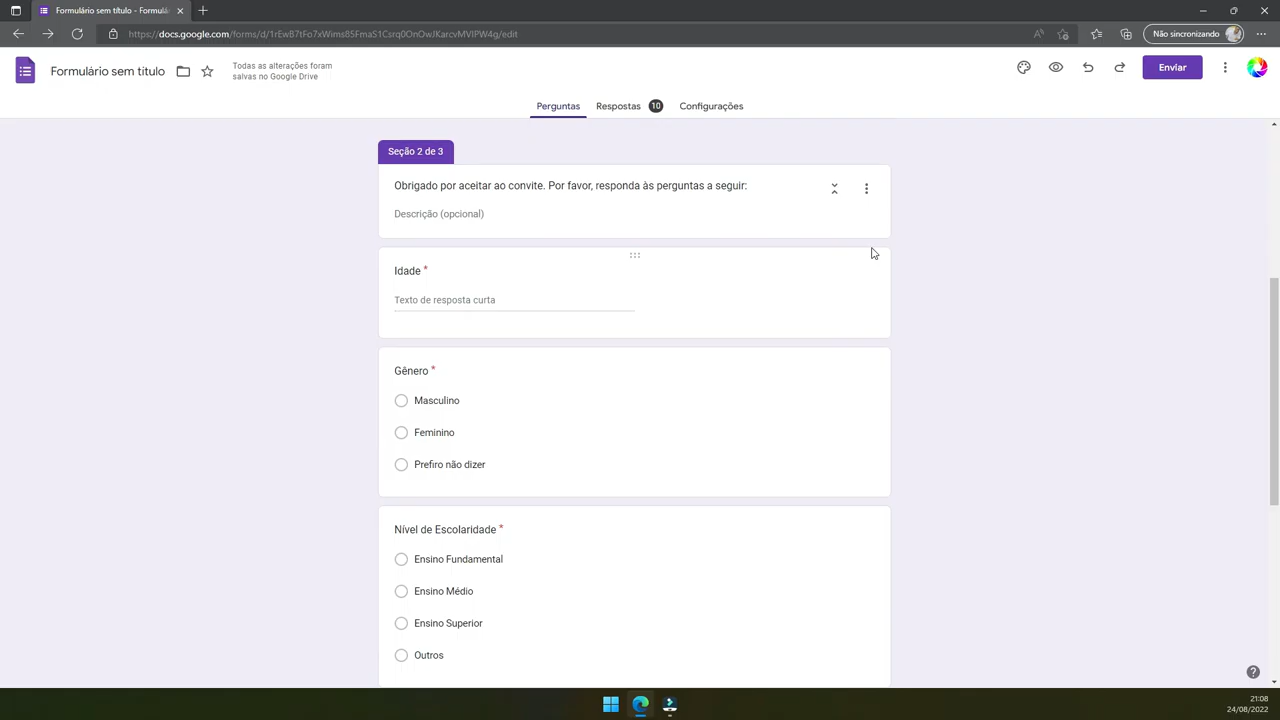 Formulário sem título - Formulá
https://docs.google.com/forms/d/1rEwB7tFo7xWims85FmaS1Csrq0OnOwJKarcvMVIPW4g/edit
Não sincronizando
Formulário sem título
Todas as alterações foram
salvas no Google Drive
Enviar
Perguntas
Respostas 10
Configurações
Seção 2 de 3
Obrigado por aceitar ao convite. Por favor, responda às perguntas a seguir:
Descrição (opcional)
Idade *
Texto de resposta curta
Gênero *
Masculino
Feminino
Prefiro não dizer
Nível de Escolaridade *
Ensino Fundamental
Ensino Médio
Ensino Superior
Outros
21:08
24/08/2022